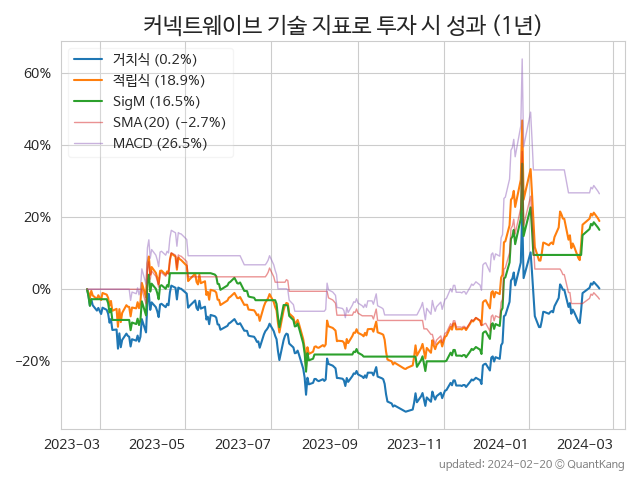 커넥트웨이브 기술 지표로 투자 시 성과 (1년)
거치식 (0.2%)
적립식 (18.9%)
SigM (16.5%)
SMA(20) (−2.7%)
MACD (26.5%)
60%
40%
20%
0%
−20%
2023-03 2023-05 2023-07 2023-09 2023-11 2024-01 2024-03
updated: 2024-02-20 ⓒ QuantKang